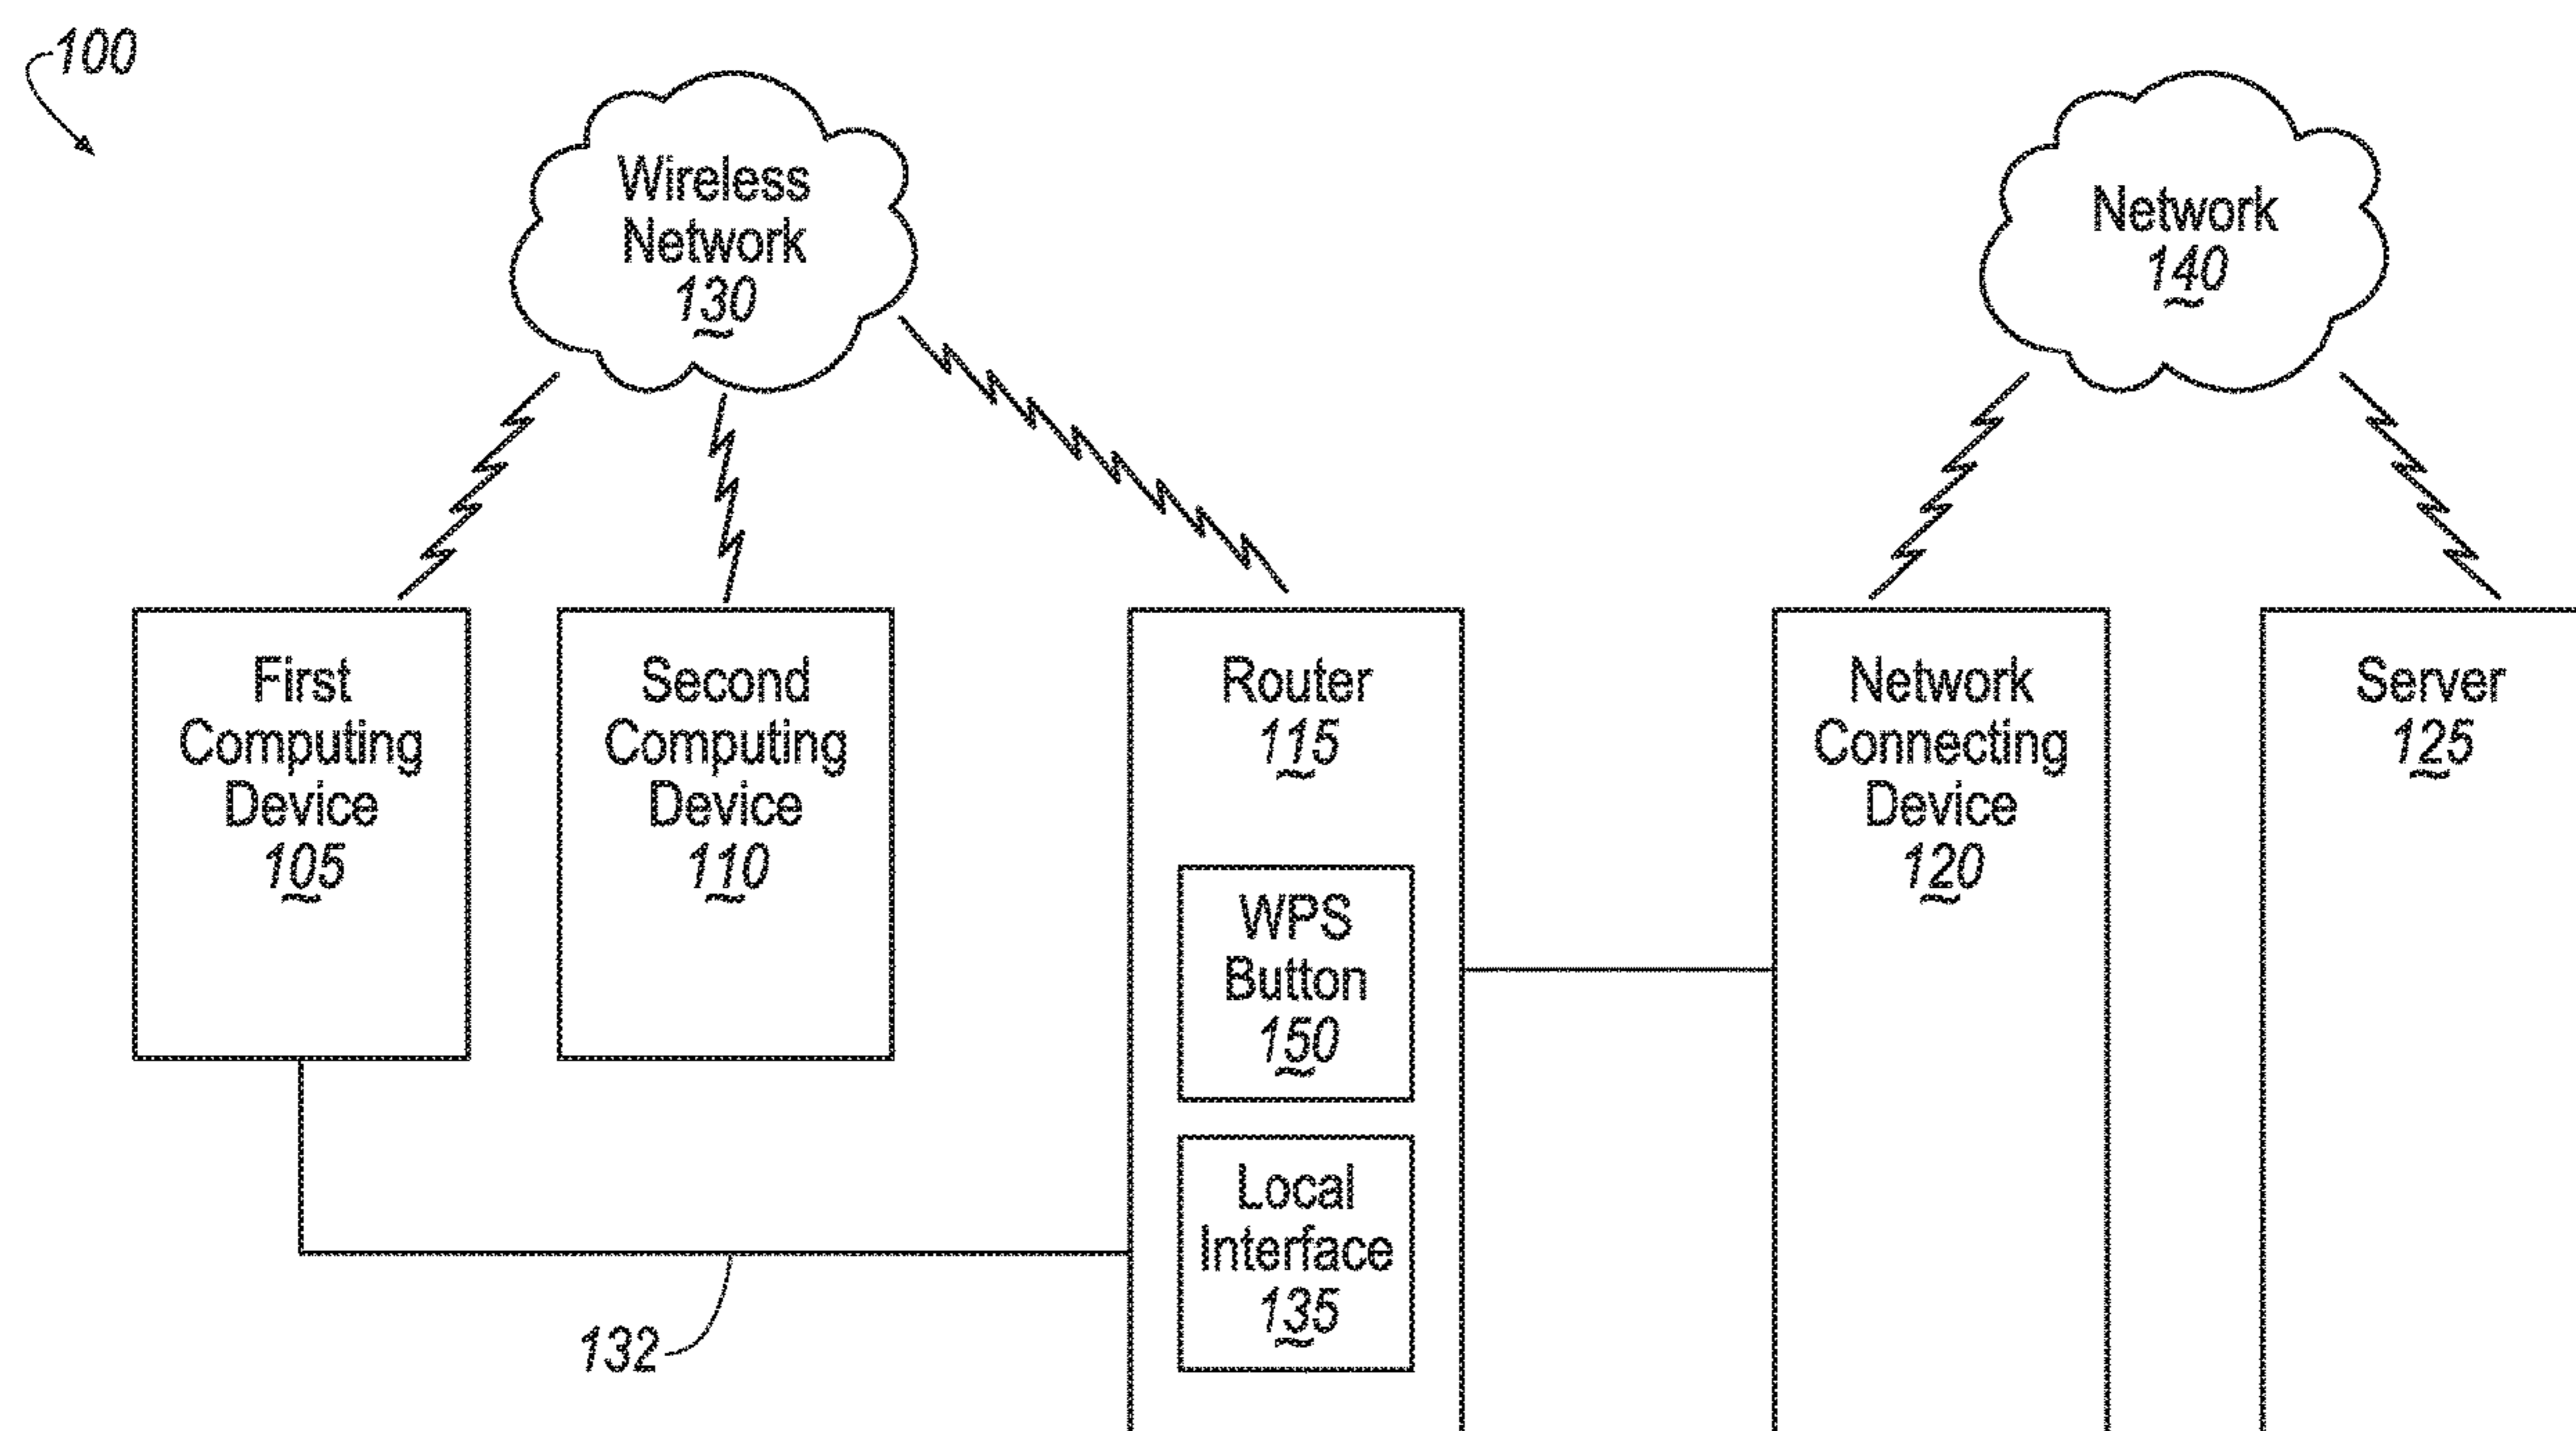 100
Wireless
Network
130
Network
140
First
Computing
Device
105
Second
Computing
Device
110
Router
115
WPS
Button
150
Local
Interface
135
Network
Connecting
Device
120
Server
125
132